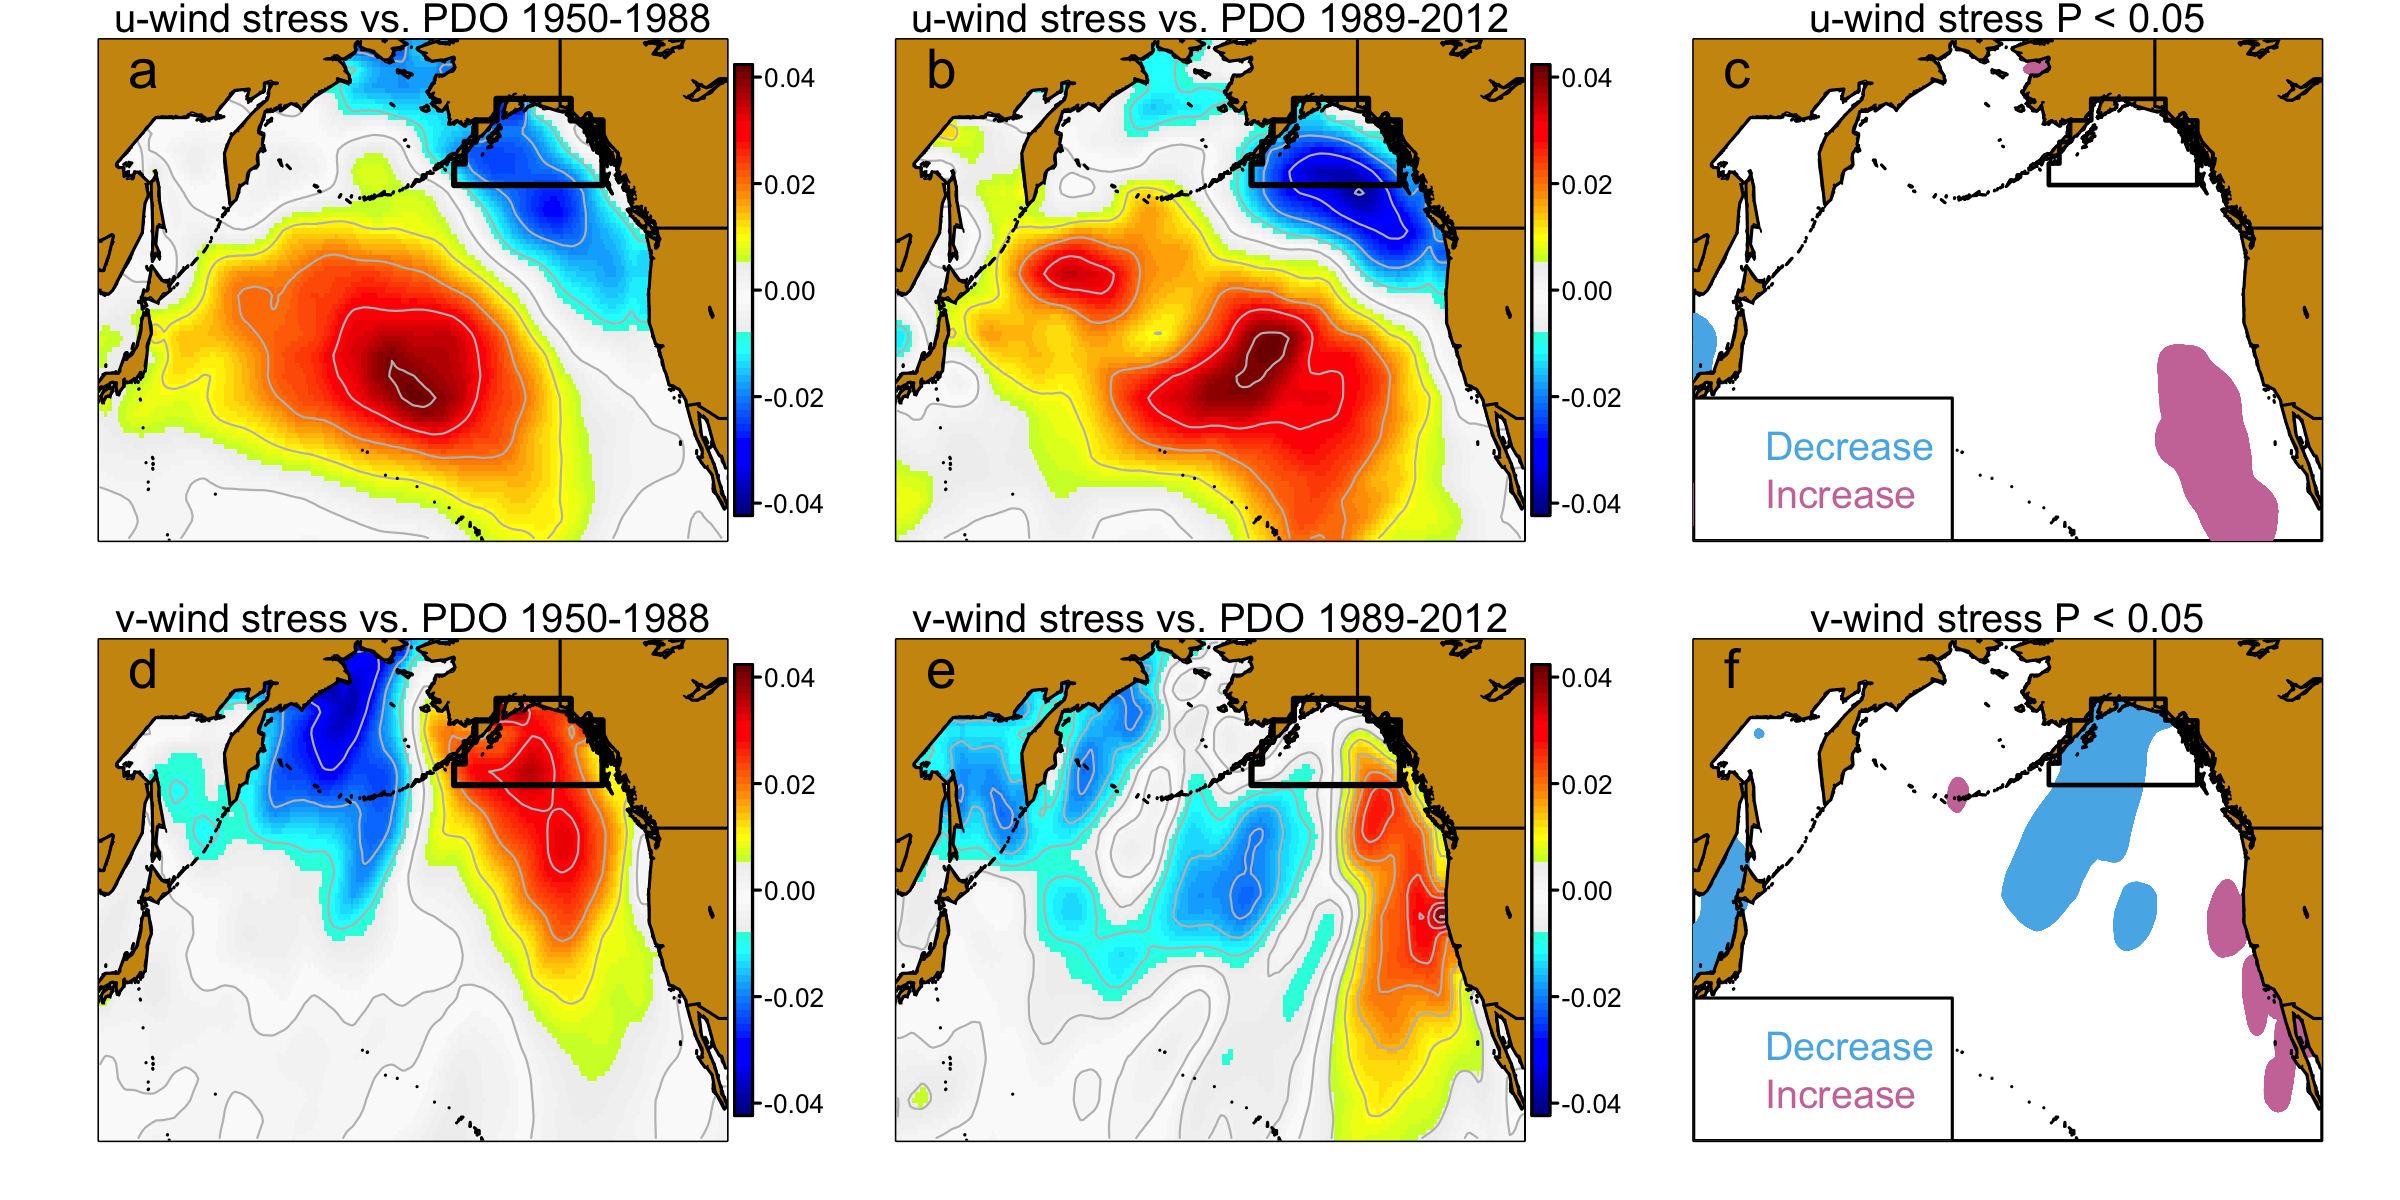 u-wind stress vs. PDO 1950-1988
a
0.04
0.02
0.00
-0.02
-0.04
u-wind stress vs. PDO 1989-2012
b
0.04
0.02
0.00
-0.02
-0.04
u-wind stress P < 0.05
c
Decrease
Increase
v-wind stress vs. PDO 1950-1988
d
0.04
0.02
0.00
-0.02
-0.04
v-wind stress vs. PDO 1989-2012
e
0.04
0.02
0.00
-0.02
-0.04
v-wind stress P < 0.05
f
Decrease
Increase